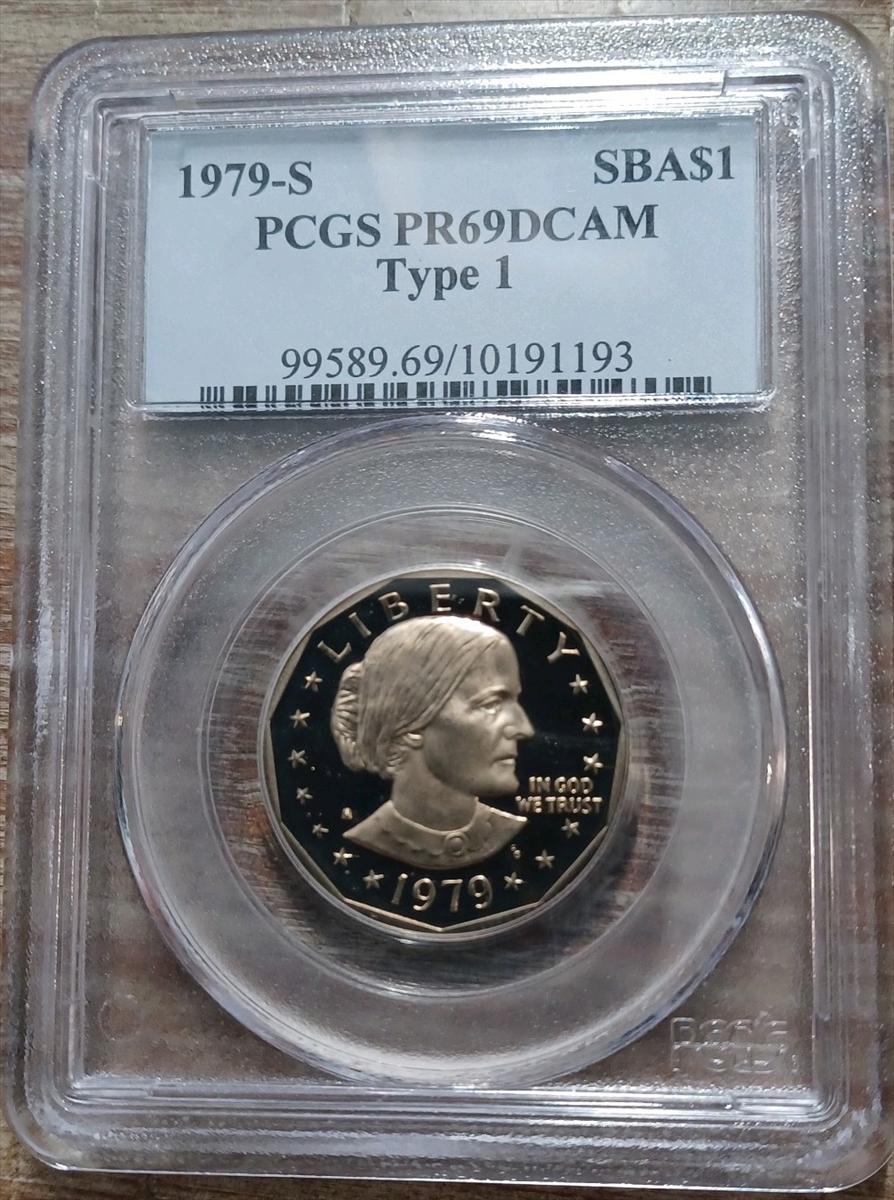 1979-S SBA$1
PCGS PR69DCAM
Type 1
99589.69/10191193
LIBERTY
IN GOD
WE TRUST
1979